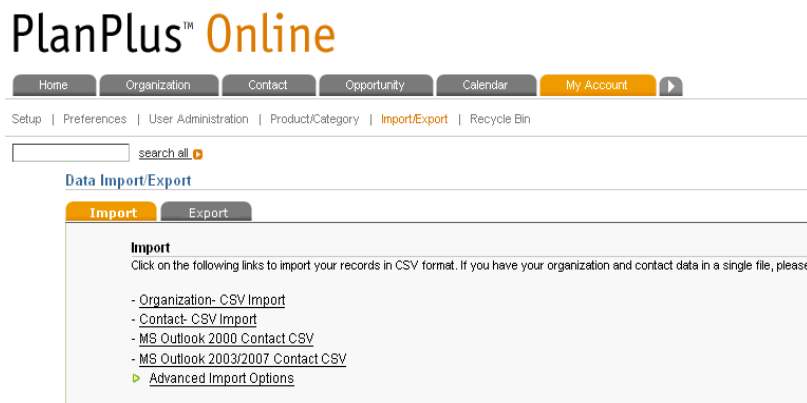 PlanPlus™ Online
Home Organization Contact Opportunity Calendar My Account
Setup | Preferences | User Administration | Product/Category | Import/Export | Recycle Bin
search all
Data Import/Export
Import Export
Import
Click on the following links to import your records in CSV format. If you have your organization and contact data in a single file, please
- Organization- CSV Import
- Contact- CSV Import
- MS Outlook 2000 Contact CSV
- MS Outlook 2003/2007 Contact CSV
Advanced Import Options